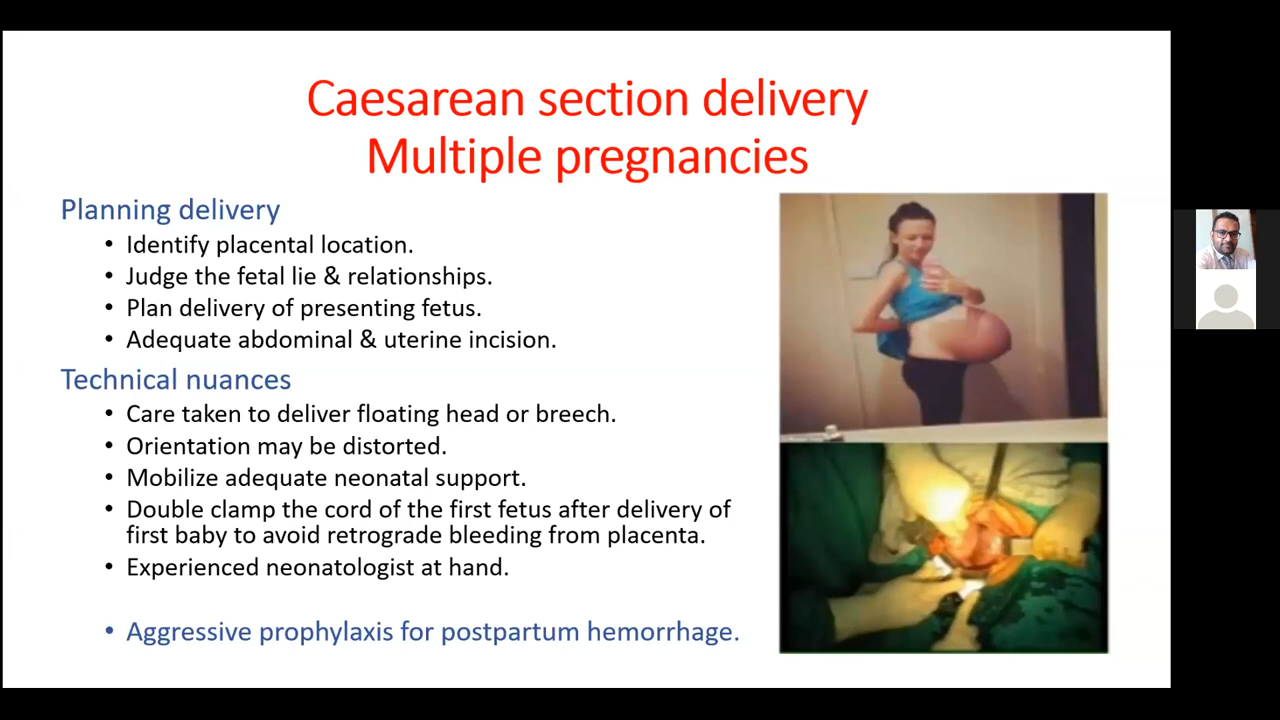 Caesarean section delivery
Multiple pregnancies
Planning delivery
• Identify placental location.
• Judge the fetal lie & relationships.
• Plan delivery of presenting fetus.
• Adequate abdominal & uterine incision.
Technical nuances
• Care taken to deliver floating head or breech.
• Orientation may be distorted.
• Mobilize adequate neonatal support.
• Double clamp the cord of the first fetus after delivery of
first baby to avoid retrograde bleeding from placenta.
• Experienced neonatologist at hand.
• Aggressive prophylaxis for postpartum hemorrhage.